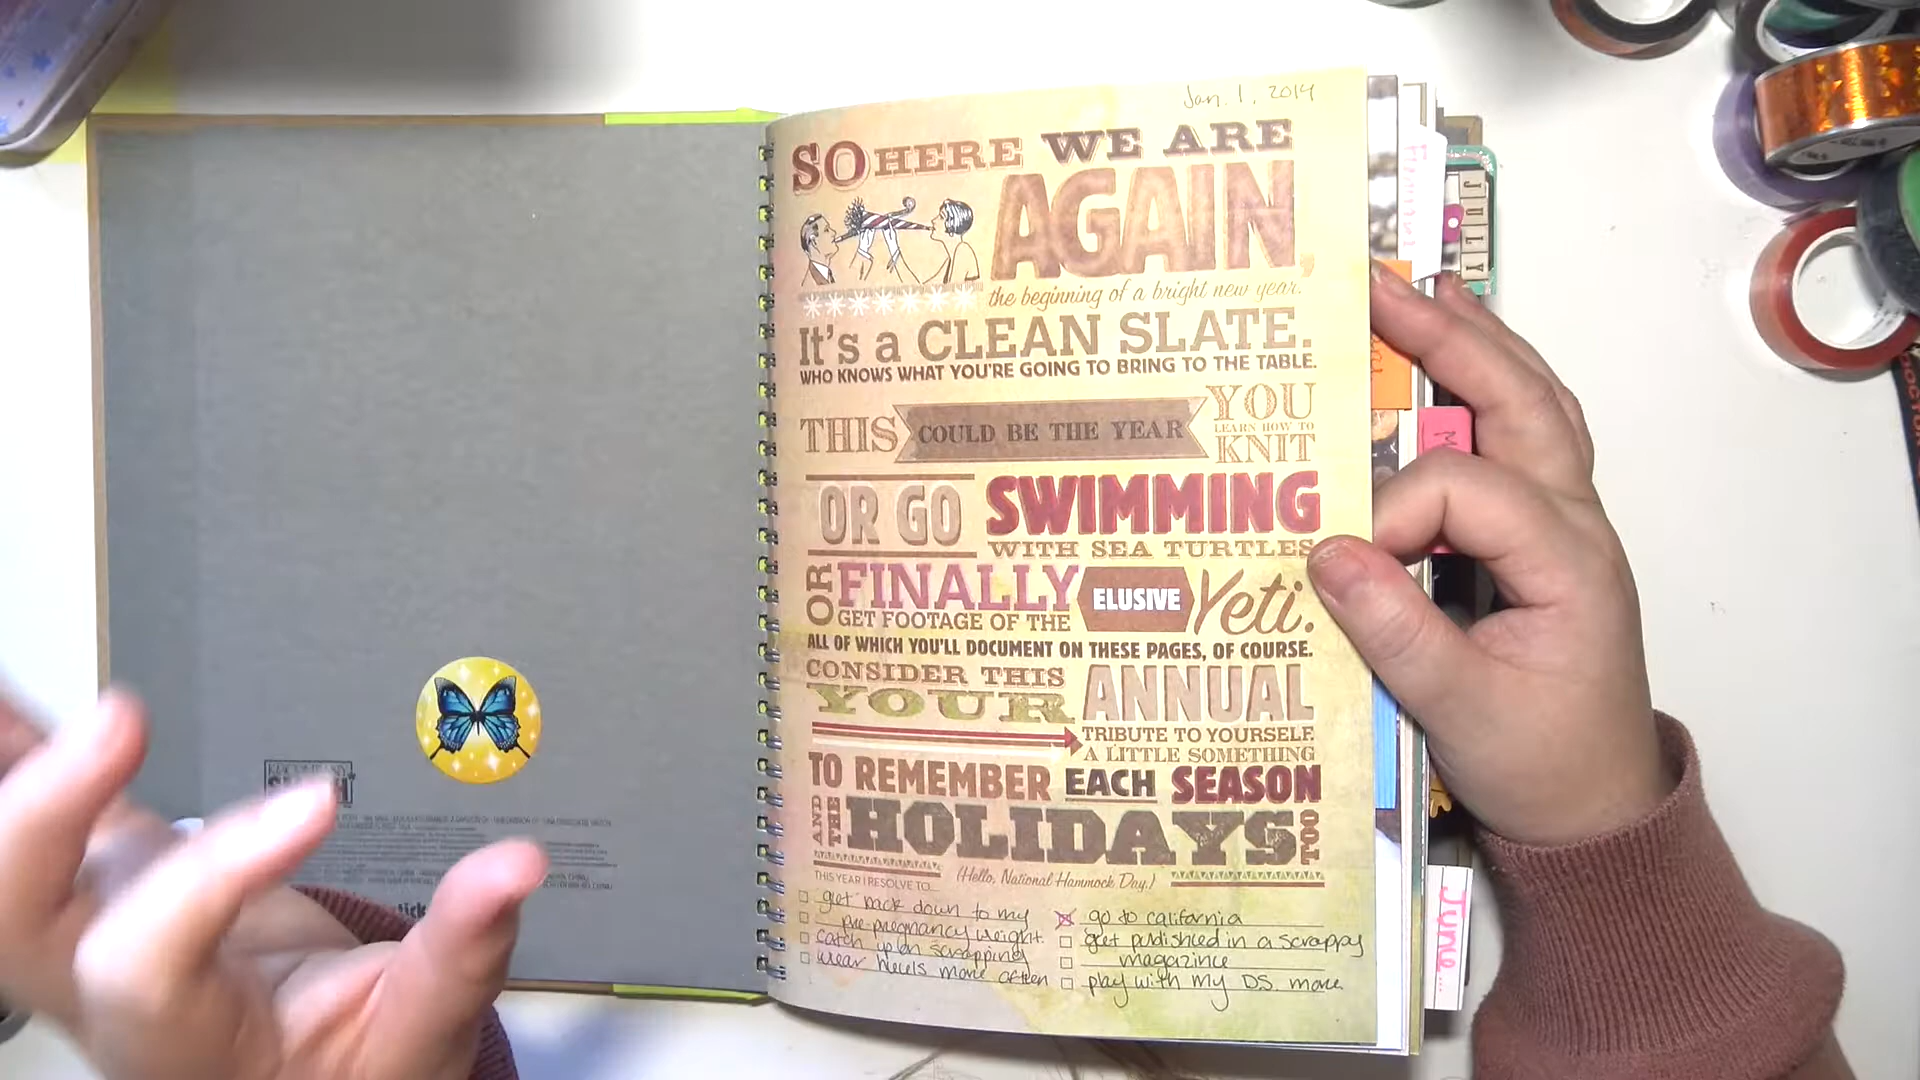 Jan. 1, 2014
SO HERE WE ARE
AGAIN,
the beginning of a bright new year.
It's a CLEAN SLATE.
WHO KNOWS WHAT YOU'RE GOING TO BRING TO THE TABLE.
THIS COULD BE THE YEAR YOU
LEARN HOW TO
KNIT
OR GO SWIMMING
WITH SEA TURTLES
OR FINALLY
GET FOOTAGE OF THE ELUSIVE Yeti.
ALL OF WHICH YOU'LL DOCUMENT ON THESE PAGES, OF COURSE.
CONSIDER THIS
YOUR ANNUAL
TRIBUTE TO YOURSELF.
A LITTLE SOMETHING
TO REMEMBER EACH SEASON
AND THE HOLIDAYS TOO
(Hello, National Hammock Day.)
THIS YEAR I RESOLVE TO...
get back down to my
pre-pregnancy weight.
catch up on scrapping
wear heels more often
go to california
get published in a scrappy
magazine
play with my D.S. more
JULY
M
June...